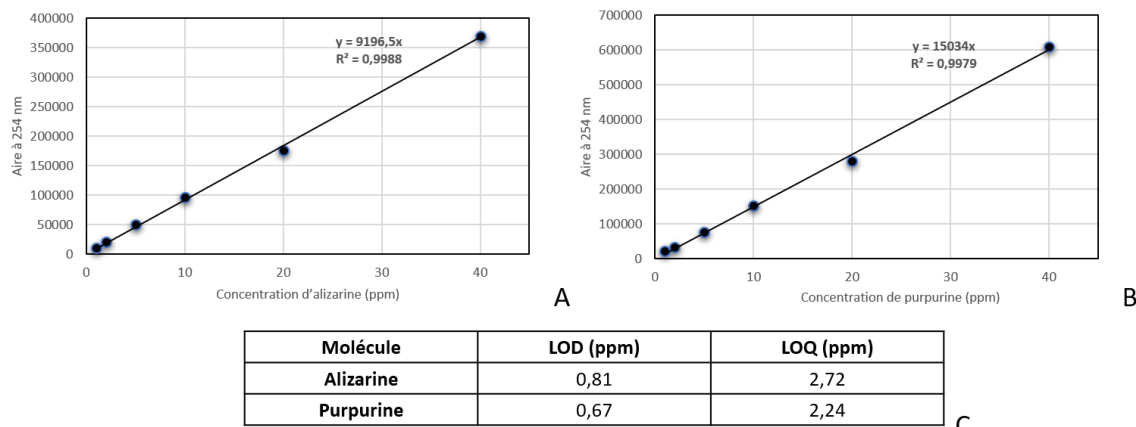 400000
350000
300000
250000
200000
150000
100000
50000
0
0
10
20
30
40
Aire à 254 nm
Concentration d'alizarine (ppm)
y = 9196,5x
R² = 0,9988
A
700000
600000
500000
400000
300000
200000
100000
0
0
10
20
30
40
Aire à 254 nm
Concentration de purpurine (ppm)
y = 15034x
R² = 0,9979
B
Molécule LOD (ppm) LOQ (ppm)
Alizarine 0,81 2,72
Purpurine 0,67 2,24
C